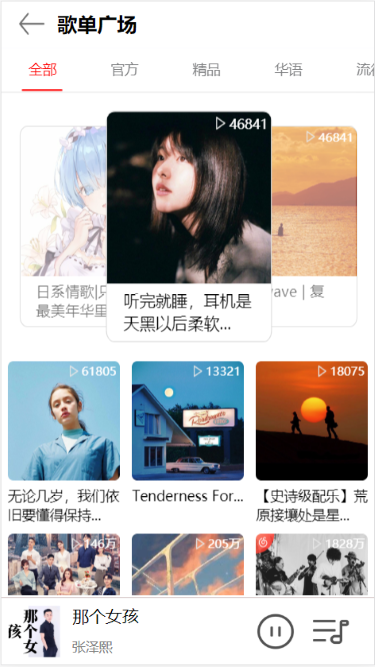 歌单广场
全部 官方 精品 华语 流行
46841
46841
日系情歌|只
最美年华里
听完就睡，耳机是
天黑以后柔软...
wave | 复
61805
13321
18075
无论几岁，我们依
旧要懂得保持...
Tenderness For...
【史诗级配乐】荒
原接壤处是星...
146万
205万
1828万
那个女
孩
那个女孩
张泽熙